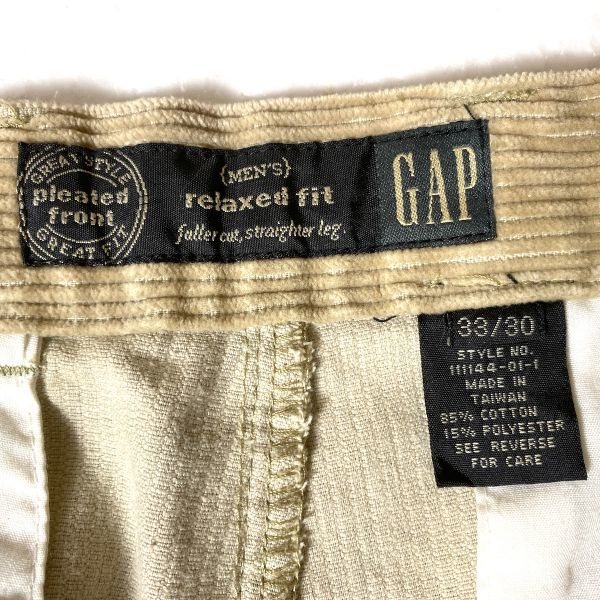 GREAT STYLE
pleated
front
GREAT FIT
{MEN'S}
relaxed fit
fuller cut, straighter leg.
GAP
33/30
STYLE NO.
111144-01-1
MADE IN
TAIWAN
85% COTTON
15% POLYESTER
SEE REVERSE
FOR CARE